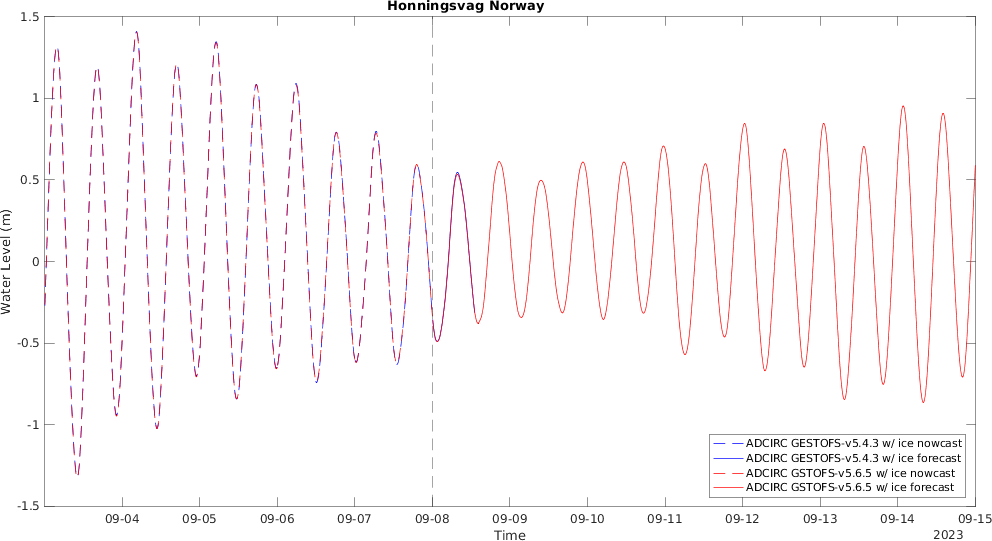 Honningsvag Norway
1.5
1
0.5
0
-0.5
-1
-1.5
Water Level (m)
ADCIRC GESTOFS-v5.4.3 w/ ice nowcast
ADCIRC GESTOFS-v5.4.3 w/ ice forecast
ADCIRC GSTOFS-v5.6.5 w/ ice nowcast
ADCIRC GSTOFS-v5.6.5 w/ ice forecast
09-04 09-05 09-06 09-07 09-08 09-09 09-10 09-11 09-12 09-13 09-14 09-15
Time
2023